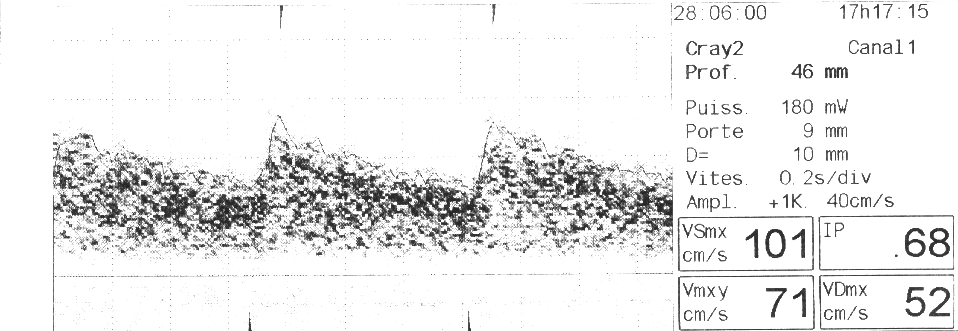 28:06:00 17h17:15
Cray2 Canal1
Prof. 46 mm
Puiss. 180 mW
Porte 9 mm
D= 10 mm
Vites. 0.2s/div
Ampl. +1K. 40cm/s
VSmx cm/s 101 IP .68
Vmxy cm/s 71 VDmx cm/s 52